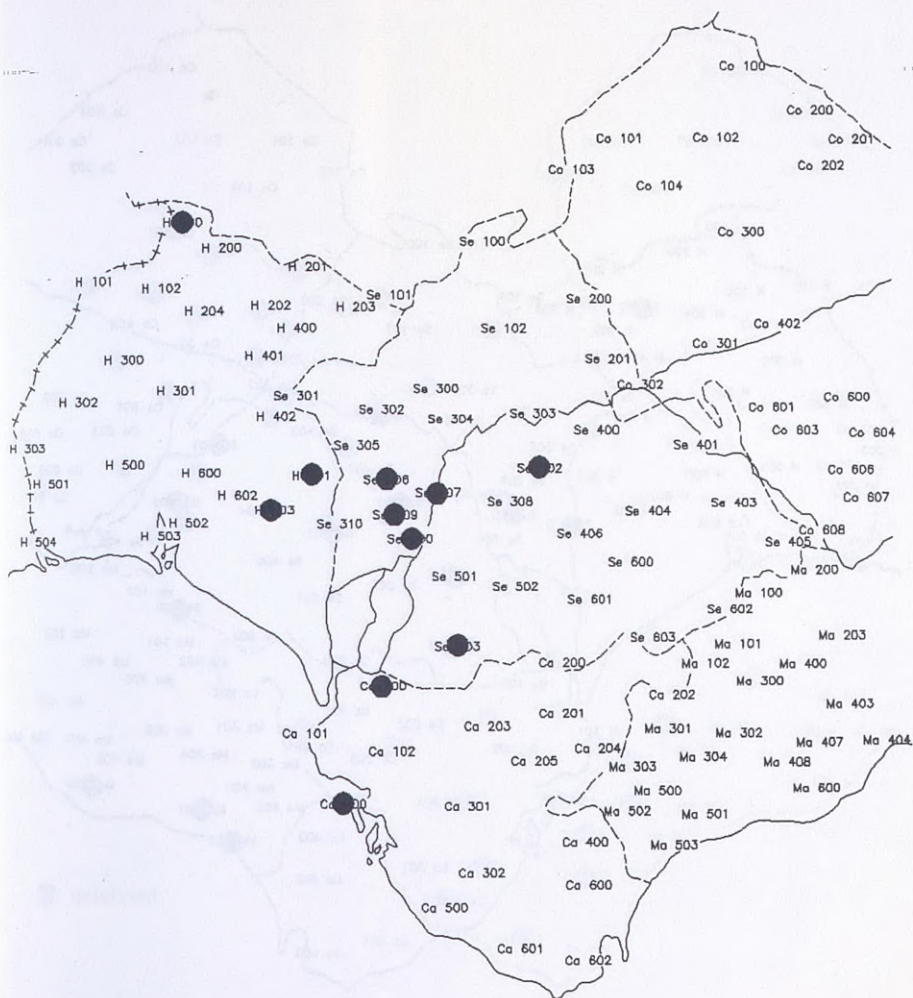 Co 100
Co 200
Co 101
Co 102
Co 201
Co 103
Co 202
Co 104
Co 300
H 200
Se 100
H 201
H 101
H 102
Se 101
Se 200
H 204
H 202
H 203
H 400
Se 102
Co 402
Co 301
H 401
H 300
Se 201
H 301
Se 301
Se 300
Co 302
H 302
H 402
Se 302
Se 304
Se 303
Co 601
Co 600
Se 400
Co 603
Co 604
H 303
Se 305
Se 401
H 500
H 600
Co 606
H 501
H 602
Se 308
Se 403
Co 607
H 502
Se 310
Se 404
H 503
Se 406
Co 608
H 504
Se 405
Se 600
Ma 200
Se 501
Se 502
Ma 100
Se 601
Se 602
Se 603
Ma 101
Ma 203
Ca 200
Ma 102
Ma 400
Ma 300
Ca 202
Ma 403
Ca 101
Ca 203
Ca 201
Ma 301
Ma 302
Ca 102
Ca 204
Ma 407
Ma 404
Ca 205
Ma 303
Ma 304
Ma 408
Ma 500
Ma 600
Ca 301
Ma 502
Ma 501
Ca 400
Ma 503
Ca 302
Ca 600
Ca 500
Ca 601
Ca 602